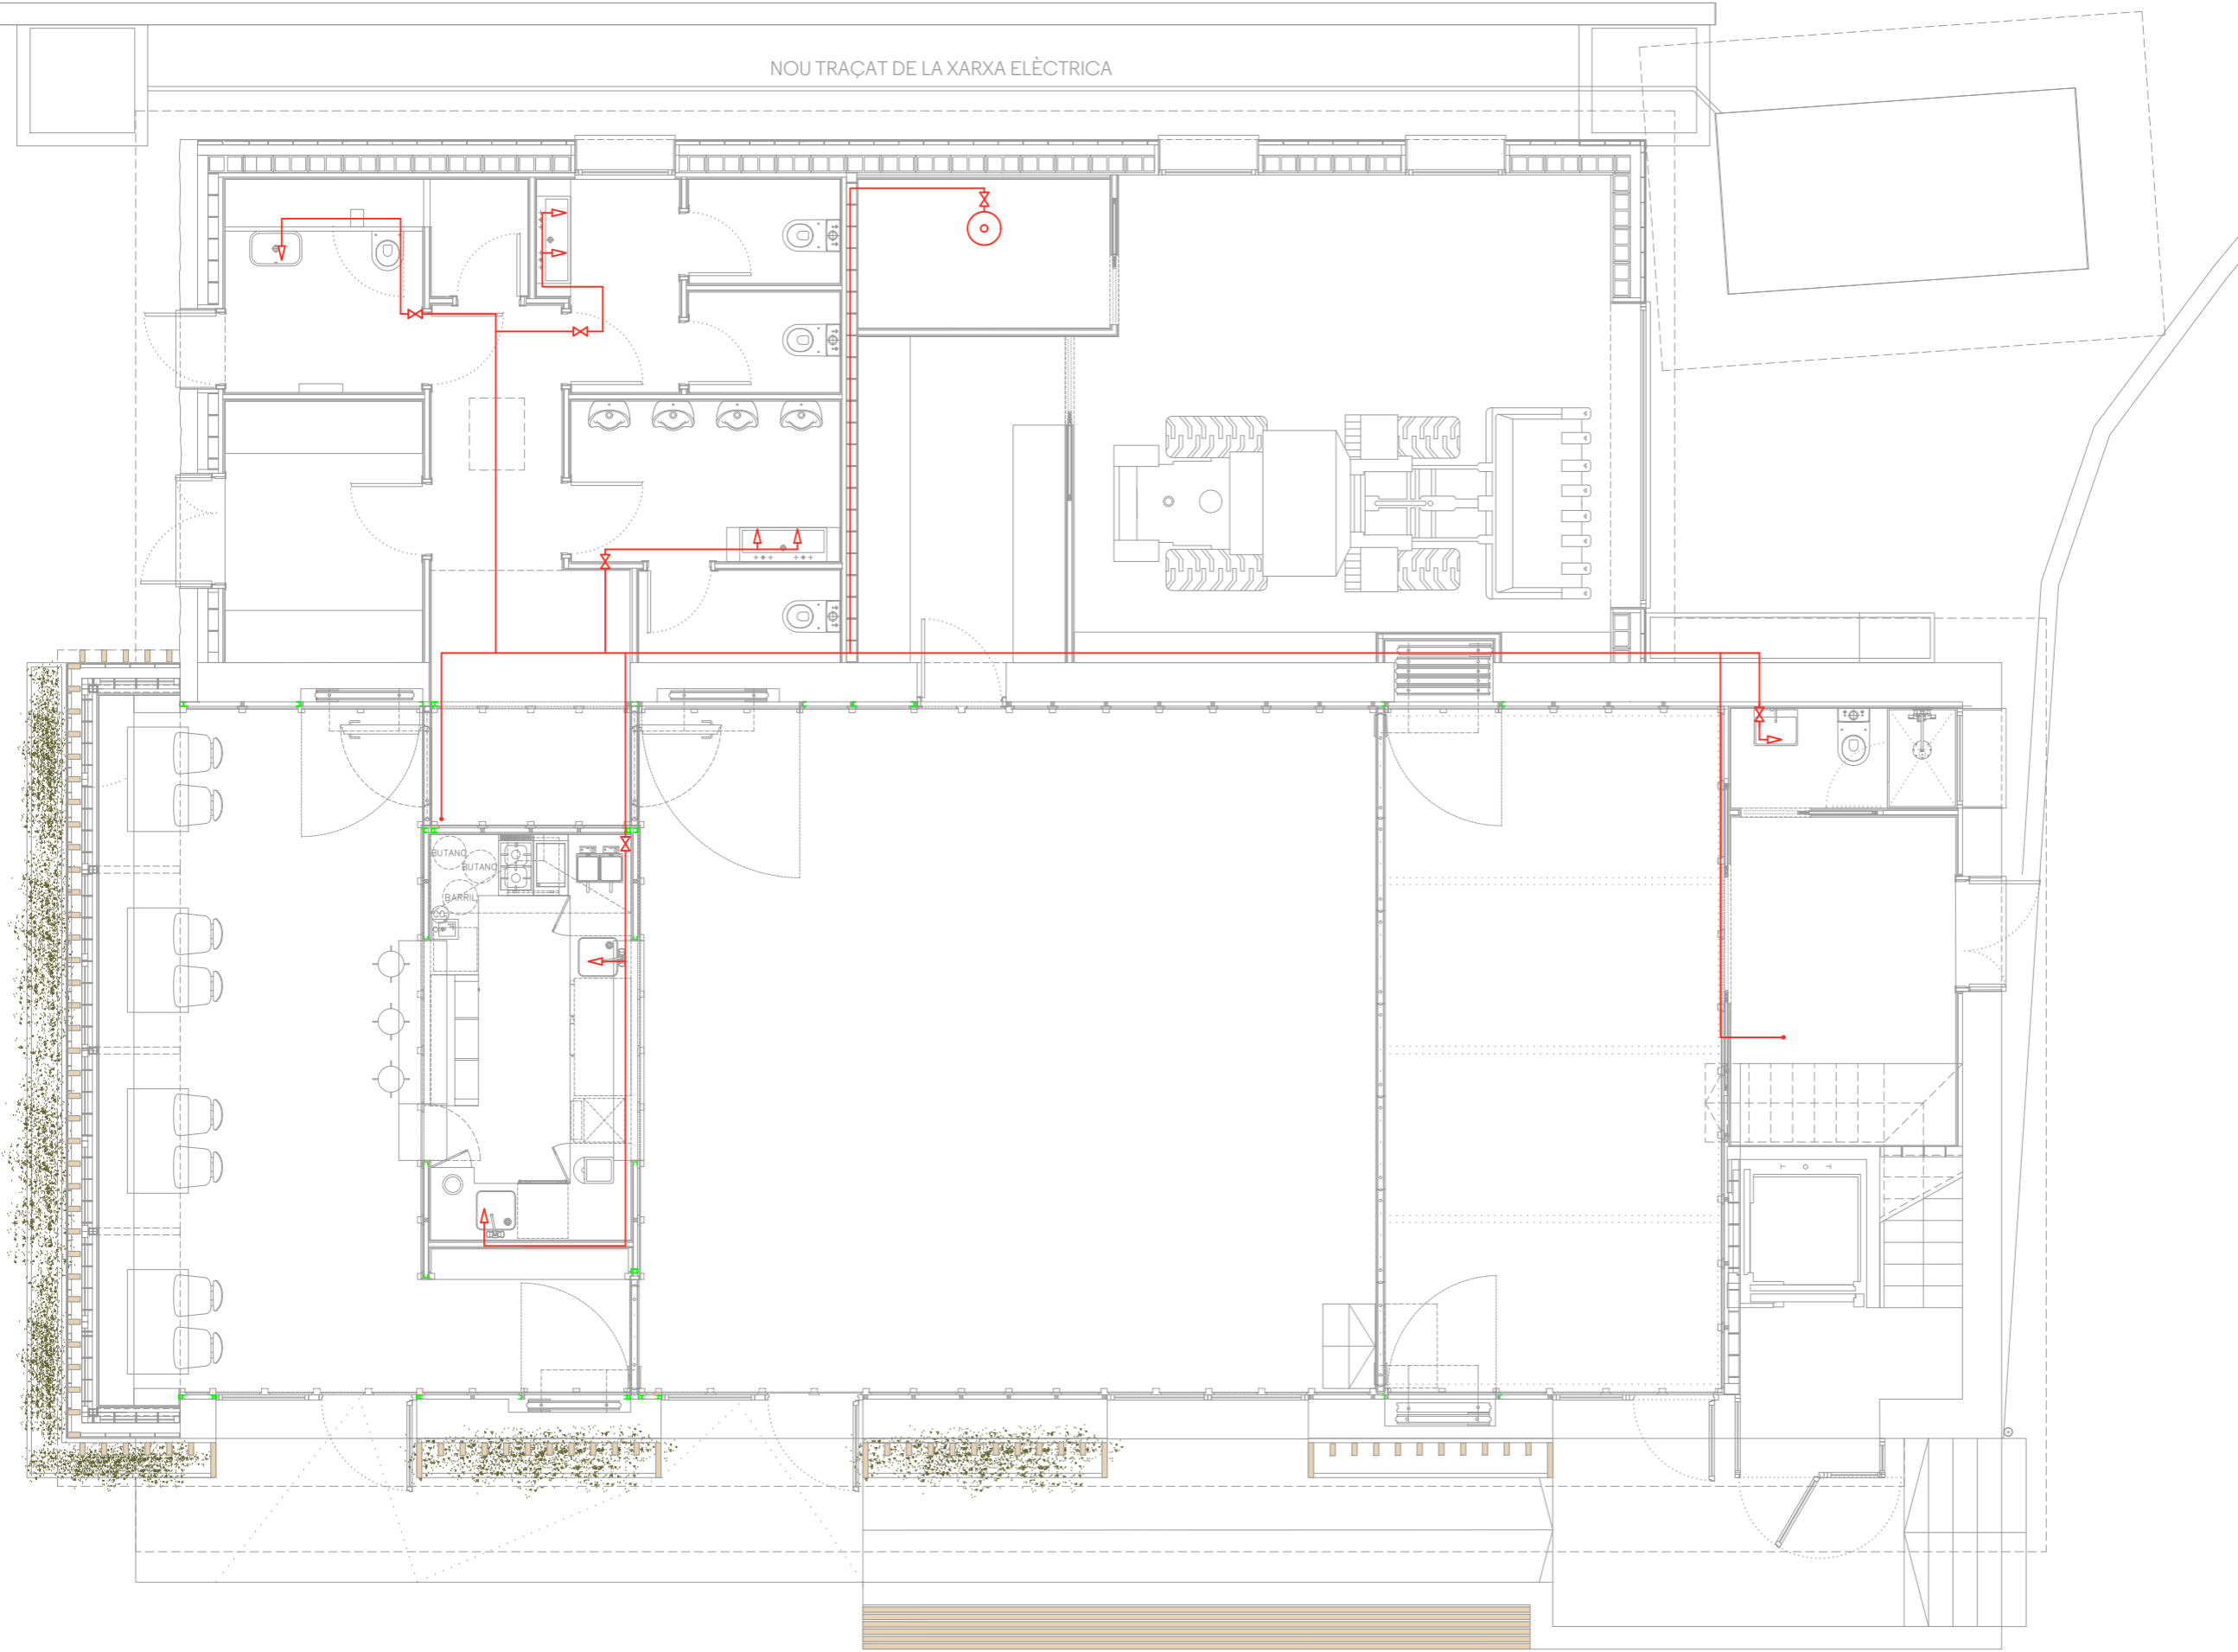 NOU TRAÇAT DE LA XARXA ELÈCTRICA
BUTANO
BUTANO
BARRIL